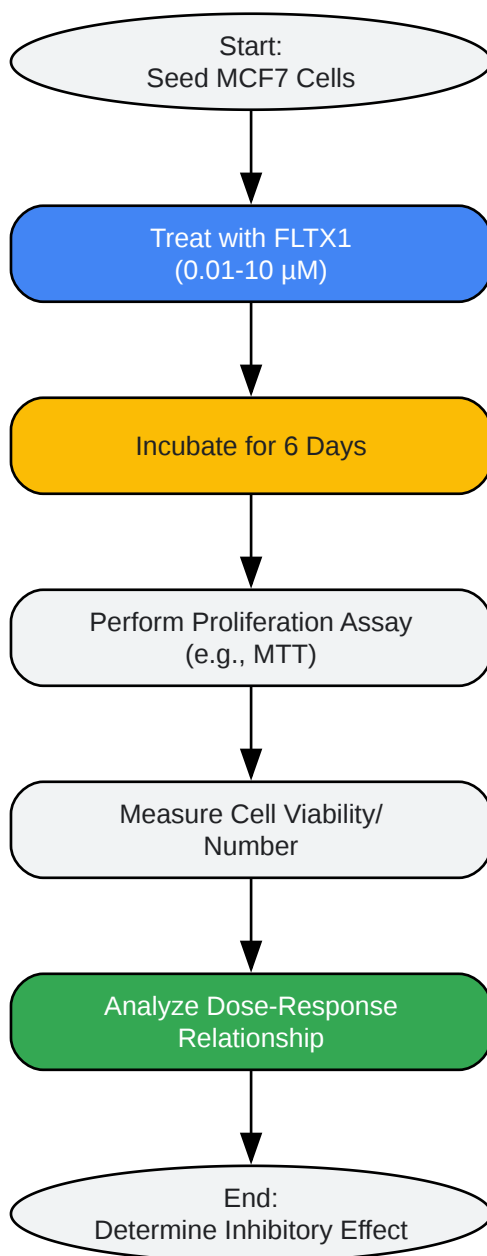 Start:
Seed MCF7 Cells
Treat with FLTX1
(0.01-10 µM)
Incubate for 6 Days
Perform Proliferation Assay
(e.g., MTT)
Measure Cell Viability/
Number
Analyze Dose-Response
Relationship
End:
Determine Inhibitory Effect